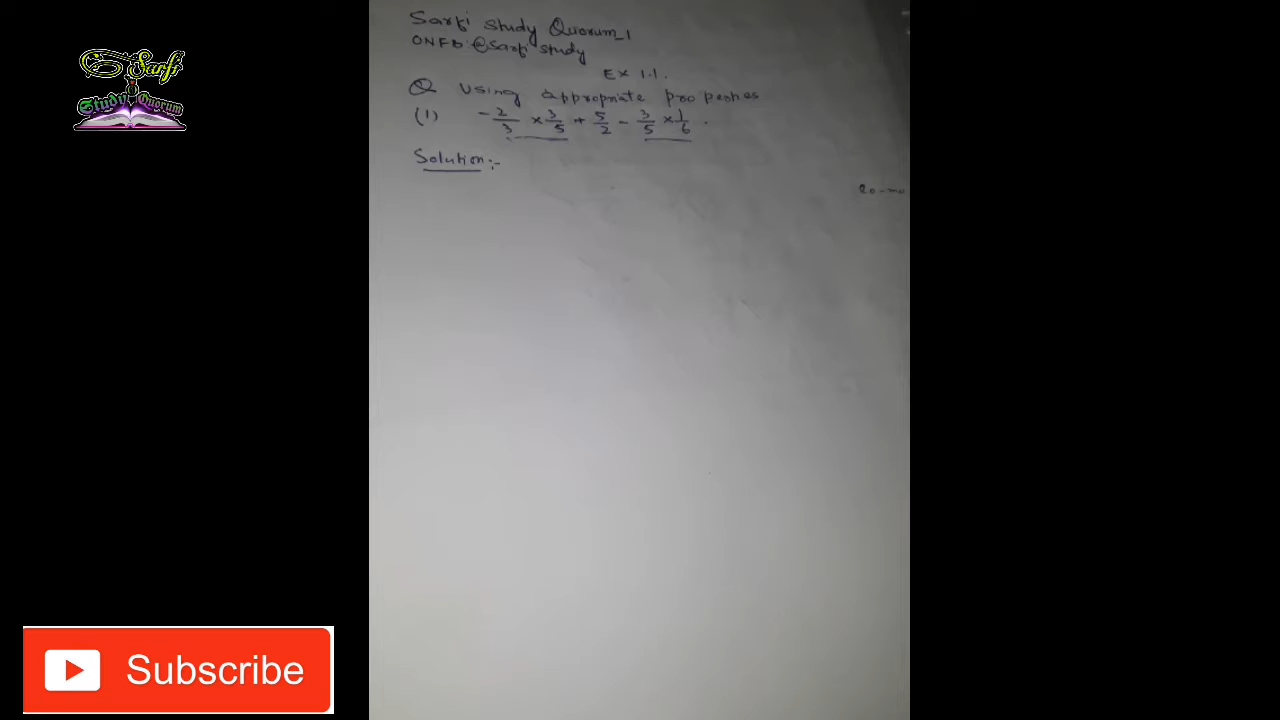 Sarfi
Study Quorum
Sarfi Study Quorum_1
ON FB @Sarfi study
EX 1.1.
Q Using appropriate properties
(1) -2/3 × 3/5 + 5/2 - 3/5 × 1/6 .
Solution:-
Subscribe